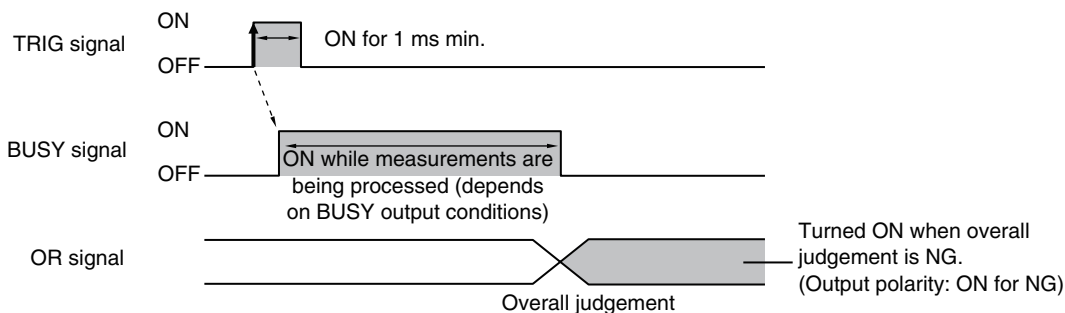 ON
TRIG signal
ON for 1 ms min.
OFF
ON
BUSY signal
ON while measurements are
OFF
being processed (depends
on BUSY output conditions)
OR signal
Turned ON when overall
judgement is NG.
(Output polarity: ON for NG)
Overall judgement